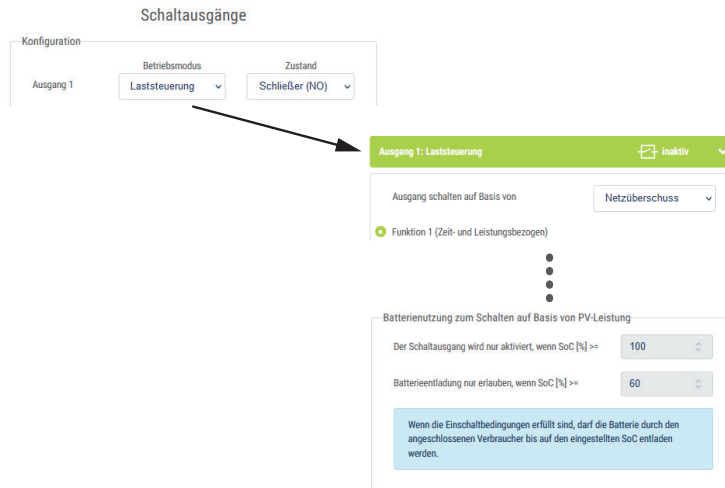 Schaltausgänge
Konfiguration
Betriebsmodus Zustand
Ausgang 1 Laststeuerung Schließer (NO)
Ausgang 1: Laststeuerung inaktiv
Ausgang schalten auf Basis von Netzüberschuss
Funktion 1 (Zeit- und Leistungsbezogen)
Batterienutzung zum Schalten auf Basis von PV-Leistung
Der Schaltausgang wird nur aktiviert, wenn SoC [%] >= 100
Batterieentladung nur erlauben, wenn SoC [%] >= 60
Wenn die Einschaltbedingungen erfüllt sind, darf die Batterie durch den
angeschlossenen Verbraucher bis auf den eingestellten SoC entladen
werden.